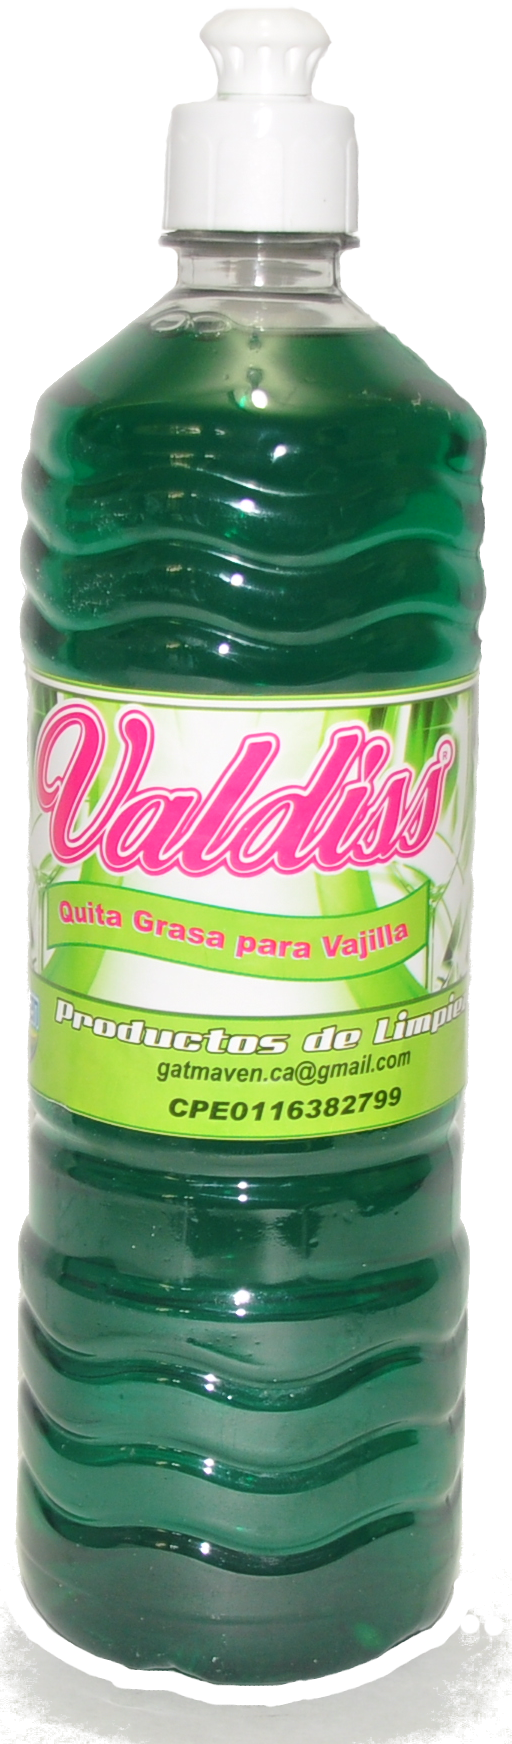 Valdiss®
Quita Grasa para Vajilla
Productos de
gatmaven.ca@gmail.com
CPE0116382799